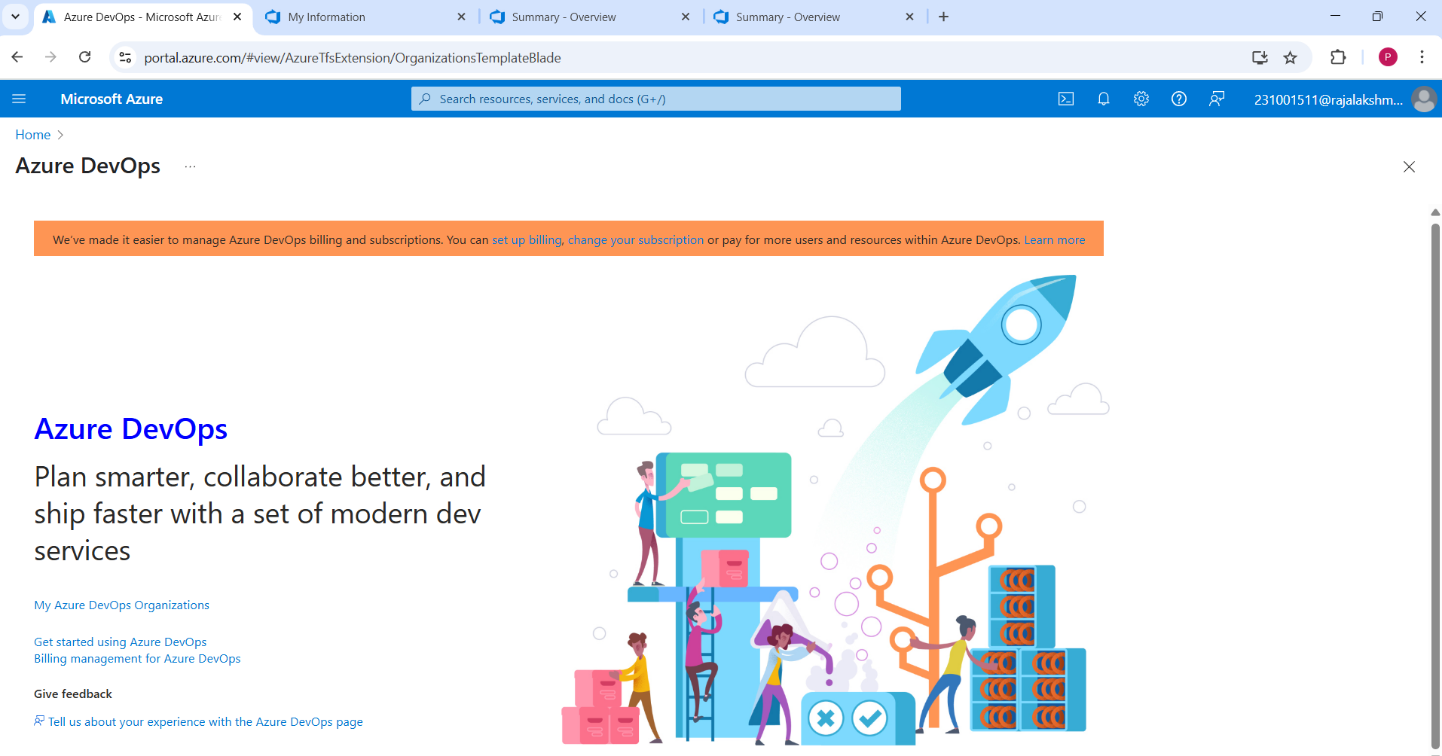 Azure DevOps - Microsoft Azur
My Information
Summary - Overview
Summary - Overview
portal.azure.com/#view/AzureTfsExtension/OrganizationsTemplateBlade
P
Microsoft Azure
Search resources, services, and docs (G+/)
231001511@rajalakshm...
Home
Azure DevOps
We've made it easier to manage Azure DevOps billing and subscriptions. You can set up billing, change your subscription or pay for more users and resources within Azure DevOps. Learn more.
Azure DevOps
Plan smarter, collaborate better, and
ship faster with a set of modern dev
services
My Azure DevOps Organizations
Get started using Azure DevOps
Billing management for Azure DevOps
Give feedback
Tell us about your experience with the Azure DevOps page